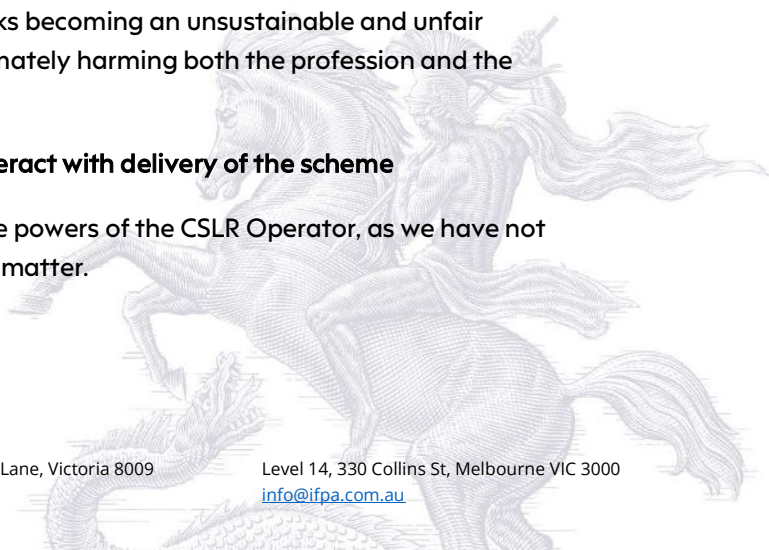 ks becoming an unsustainable and unfair
mately harming both the profession and the
eract with delivery of the scheme
e powers of the CSLR Operator, as we have not
matter.
Lane, Victoria 8009
Level 14, 330 Collins St, Melbourne VIC 3000
info@ifpa.com.au